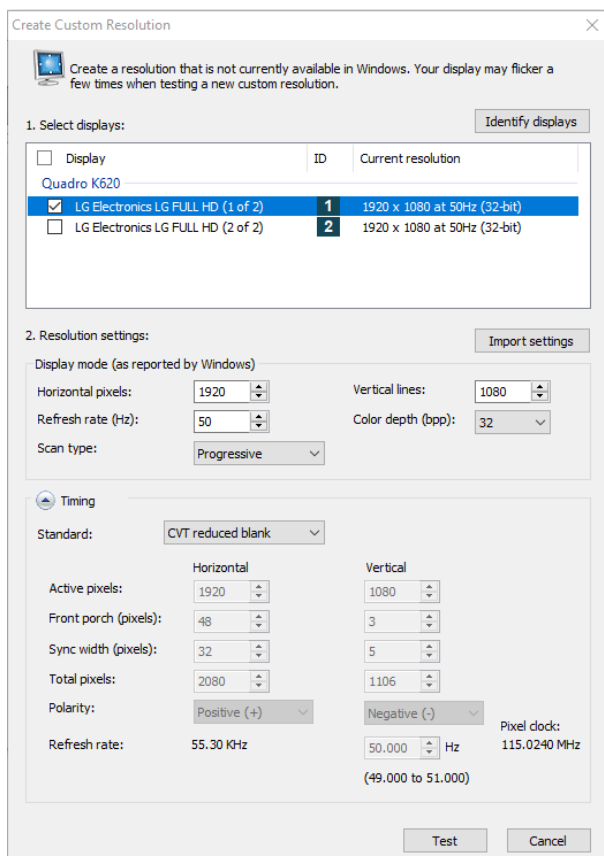 Create Custom Resolution
Create a resolution that is not currently available in Windows. Your display may flicker a
few times when testing a new custom resolution.
1. Select displays:
Identify displays
Display ID Current resolution
Quadro K620
LG Electronics LG FULL HD (1 of 2) 1 1920 x 1080 at 50Hz (32-bit)
LG Electronics LG FULL HD (2 of 2) 2 1920 x 1080 at 50Hz (32-bit)
2. Resolution settings:
Import settings
Display mode (as reported by Windows)
Horizontal pixels: 1920 Vertical lines: 1080
Refresh rate (Hz): 50 Color depth (bpp): 32
Scan type: Progressive
Timing
Standard: CVT reduced blank
Horizontal Vertical
Active pixels: 1920 1080
Front porch (pixels): 48 3
Sync width (pixels): 32 5
Total pixels: 2080 1106
Polarity: Positive (+) Negative (-)
Pixel clock:
Refresh rate: 55.30 KHz 50.000 Hz 115.0240 MHz
(49.000 to 51.000)
Test Cancel